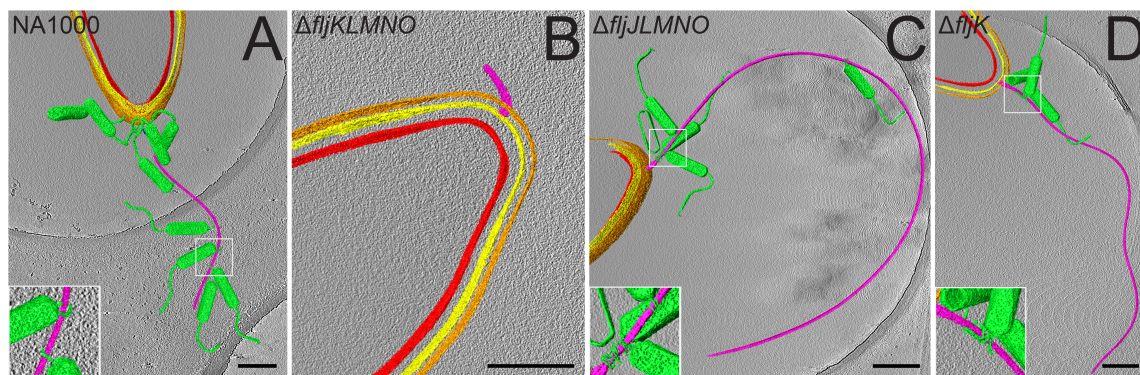 NA1000
A
ΔfljKLMNO
B
ΔfljJLMNO
C
ΔfljK
D